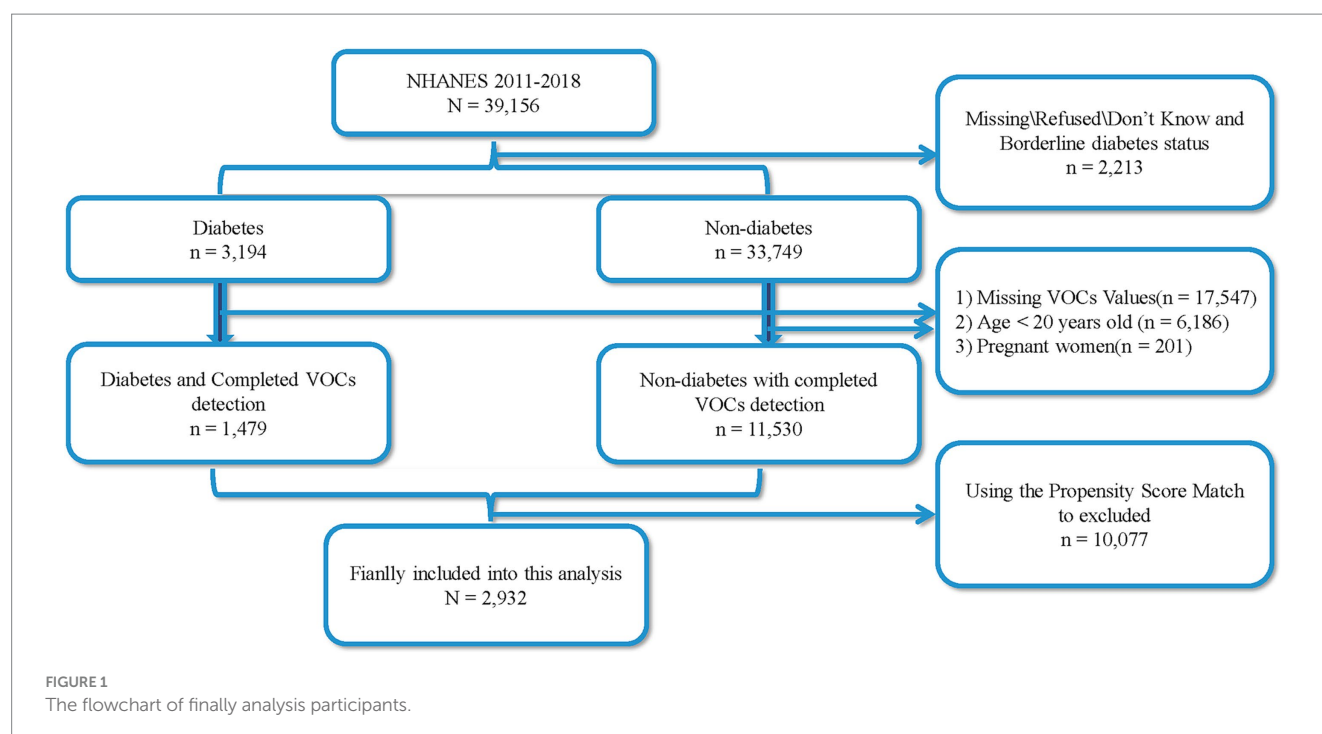 NHANES 2011-2018
N = 39,156
Missing\Refused\Don’t Know and
Borderline diabetes status
n = 2,213
Diabetes
n = 3,194
Non-diabetes
n = 33,749
1) Missing VOCs Values(n = 17,547)
2) Age < 20 years old (n = 6,186)
3) Pregnant women(n = 201)
Diabetes and Completed VOCs
detection
n = 1,479
Non-diabetes with completed
VOCs detection
n = 11,530
Using the Propensity Score Match
to excluded
n = 10,077
Fianlly included into this analysis
N = 2,932
FIGURE 1
The flowchart of finally analysis participants.